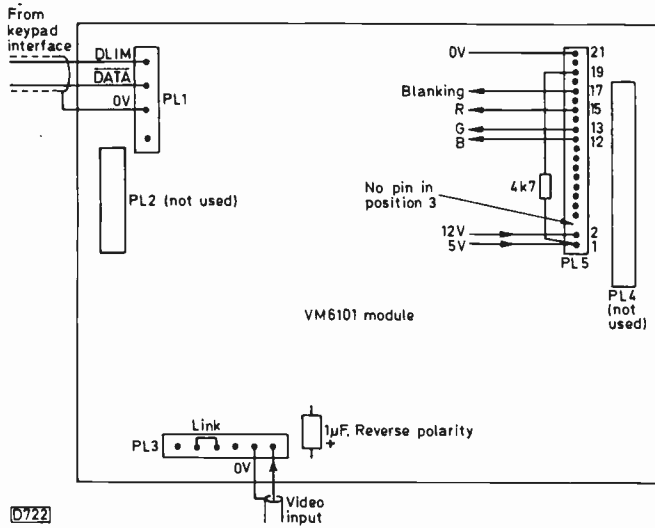 From
keypad
interface
DLIM
DATA
0V
PL1
PL2 (not used)
0V
21
19
Blanking
17
R
15
G
13
B
12
No pin in
position 3
4k7
12V
2
5V
1
PL5
PL4
(not
used)
VM6101 module
Link
PL3
0V
1µF, Reverse polarity
+
Video
input
D722